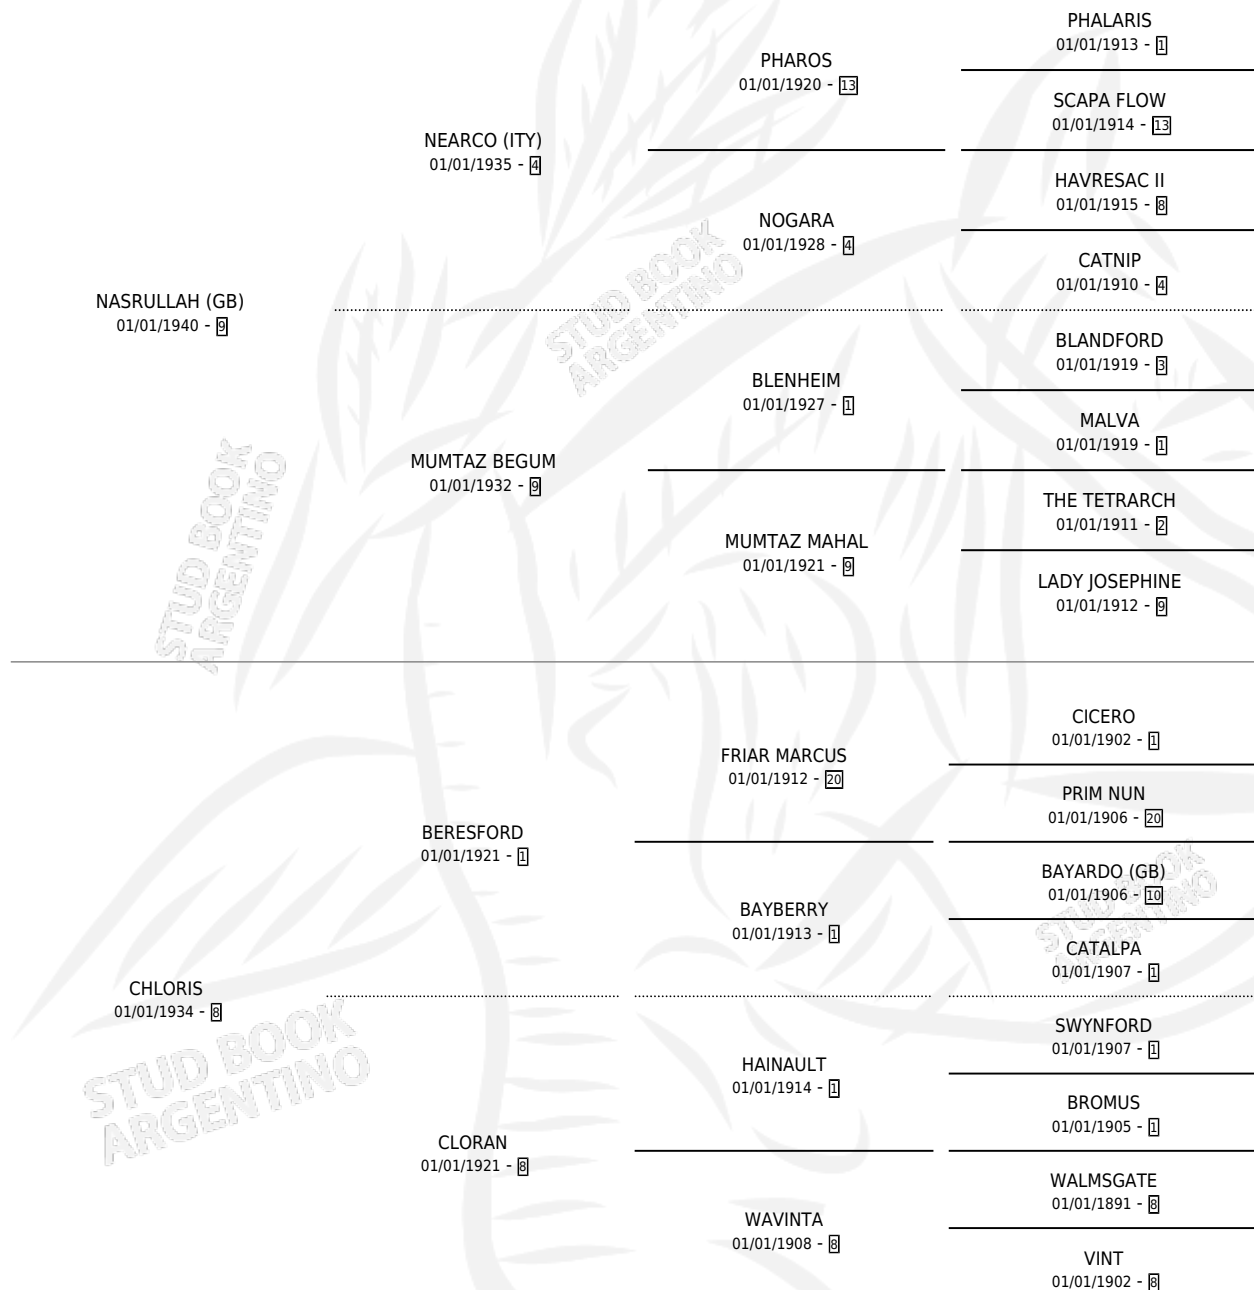 PHALARIS
01/01/1913 - 1
PHAROS
01/01/1920 - 13
SCAPA FLOW
01/01/1914 - 13
NEARCO (ITY)
01/01/1935 - 4
HAVRESAC II
01/01/1915 - 8
NOGARA
01/01/1928 - 4
CATNIP
01/01/1910 - 4
NASRULLAH (GB)
01/01/1940 - 9
STUD BOOK
ARGENTINO
BLANDFORD
01/01/1919 - 3
BLENHEIM
01/01/1927 - 1
MALVA
01/01/1919 - 1
MUMTAZ BEGUM
01/01/1932 - 9
THE TETRARCH
01/01/1911 - 2
MUMTAZ MAHAL
01/01/1921 - 9
LADY JOSEPHINE
01/01/1912 - 9
STUD BOOK
ARGENTINO
CICERO
01/01/1902 - 1
FRIAR MARCUS
01/01/1912 - 20
PRIM NUN
01/01/1906 - 20
BERESFORD
01/01/1921 - 1
BAYARDO (GB)
01/01/1906 - 10
BAYBERRY
01/01/1913 - 1
STUD BOOK
ARGENTINO
CATALPA
01/01/1907 - 1
CHLORIS
01/01/1934 - 8
SWYNFORD
01/01/1907 - 1
HAINAULT
01/01/1914 - 1
STUD BOOK
ARGENTINO
BROMUS
01/01/1905 - 1
CLORAN
01/01/1921 - 8
WALMSGATE
01/01/1891 - 8
WAVINTA
01/01/1908 - 8
VINT
01/01/1902 - 8